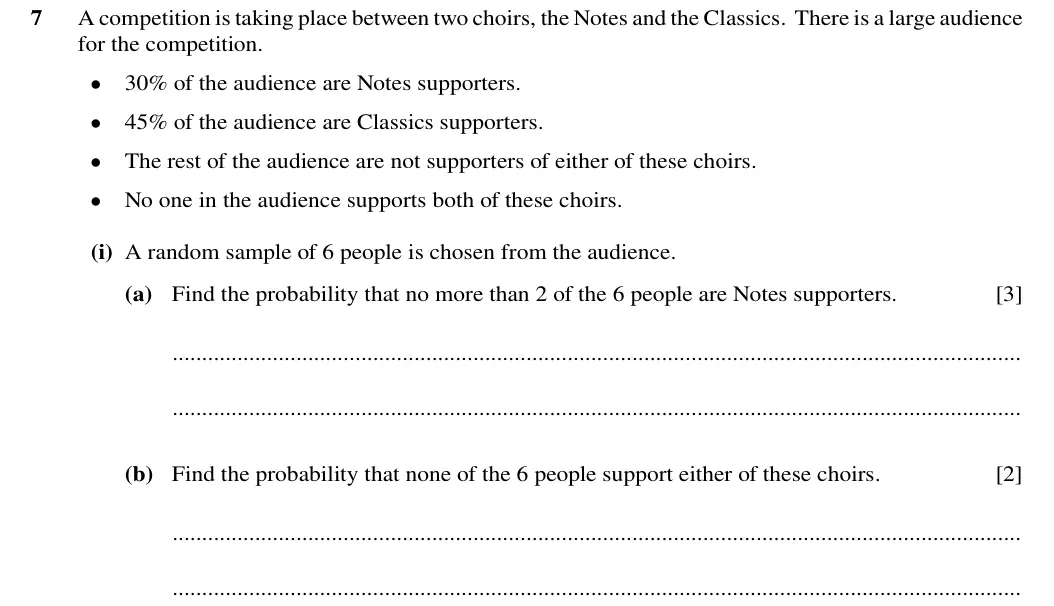 7 A competition is taking place between two choirs, the Notes and the Classics. There is a large audience
for the competition.
• 30% of the audience are Notes supporters.
• 45% of the audience are Classics supporters.
• The rest of the audience are not supporters of either of these choirs.
• No one in the audience supports both of these choirs.
(i) A random sample of 6 people is chosen from the audience.
(a) Find the probability that no more than 2 of the 6 people are Notes supporters. [3]
(b) Find the probability that none of the 6 people support either of these choirs. [2]